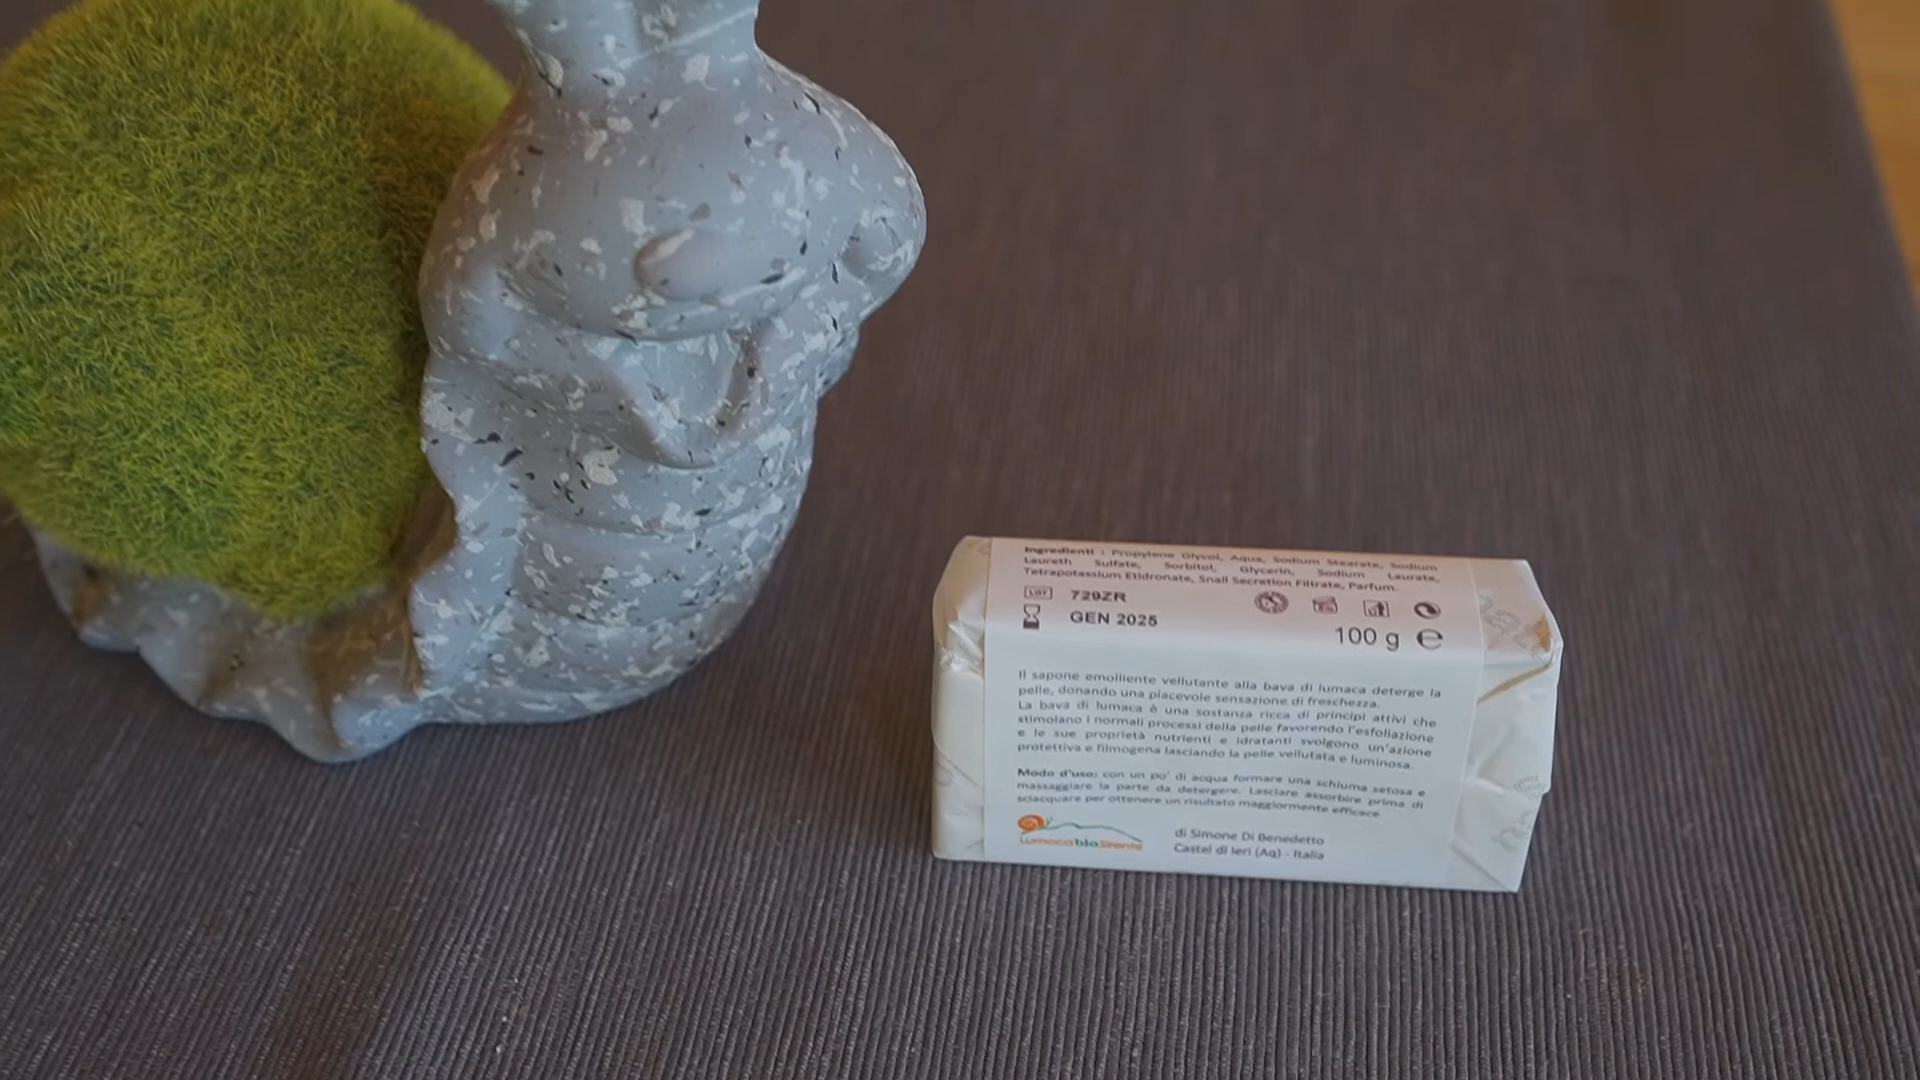 Ingredienti : Propylene Glycol, Aqua, Sodium Stearate, Sodium
Laureth Sulfate, Sorbitol, Glycerin, Sodium Laurate,
Tetrapotassium Etidronate, Snail Secretion Filtrate, Parfum.
LOT 729ZR
GEN 2025
100 g ℮
Il sapone emolliente vellutante alla bava di lumaca deterge la
pelle, donando una piacevole sensazione di freschezza.
La bava di lumaca è una sostanza ricca di principi attivi che
stimolano i normali processi della pelle favorendo l'esfoliazione
e le sue proprietà nutrienti e idratanti svolgono un'azione
protettiva e filmogena lasciando la pelle vellutata e luminosa.
Modo d'uso: con un po' di acqua formare una schiuma setosa e
massaggiare la parte da detergere. Lasciare assorbire prima di
sciacquare per ottenere un risultato maggiormente efficace
LumacabioSirente
di Simone Di Benedetto
Castel di Ieri (Aq) - Italia